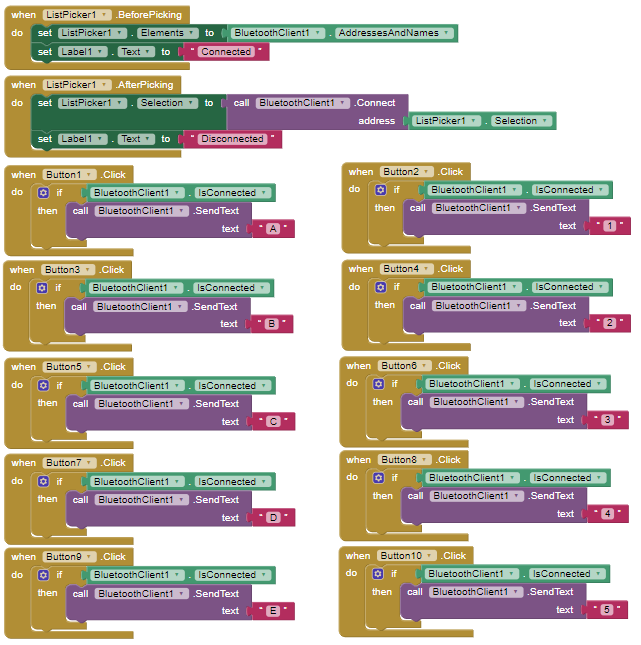 when ListPicker1 .BeforePicking
do set ListPicker1 . Elements to BluetoothClient1 . AddressesAndNames
set Label1 . Text to " Connected "
when ListPicker1 .AfterPicking
do set ListPicker1 . Selection to call BluetoothClient1 .Connect
address ListPicker1 . Selection
set Label1 . Text to " Disconnected "
when Button1 .Click
do if BluetoothClient1 . IsConnected
then call BluetoothClient1 .SendText
text " A "
when Button2 .Click
do if BluetoothClient1 . IsConnected
then call BluetoothClient1 .SendText
text " 1 "
when Button3 .Click
do if BluetoothClient1 . IsConnected
then call BluetoothClient1 .SendText
text " B "
when Button4 .Click
do if BluetoothClient1 . IsConnected
then call BluetoothClient1 .SendText
text " 2 "
when Button5 .Click
do if BluetoothClient1 . IsConnected
then call BluetoothClient1 .SendText
text " C "
when Button6 .Click
do if BluetoothClient1 . IsConnected
then call BluetoothClient1 .SendText
text " 3 "
when Button7 .Click
do if BluetoothClient1 . IsConnected
then call BluetoothClient1 .SendText
text " D "
when Button8 .Click
do if BluetoothClient1 . IsConnected
then call BluetoothClient1 .SendText
text " 4 "
when Button9 .Click
do if BluetoothClient1 . IsConnected
then call BluetoothClient1 .SendText
text " E "
when Button10 .Click
do if BluetoothClient1 . IsConnected
then call BluetoothClient1 .SendText
text " 5 "